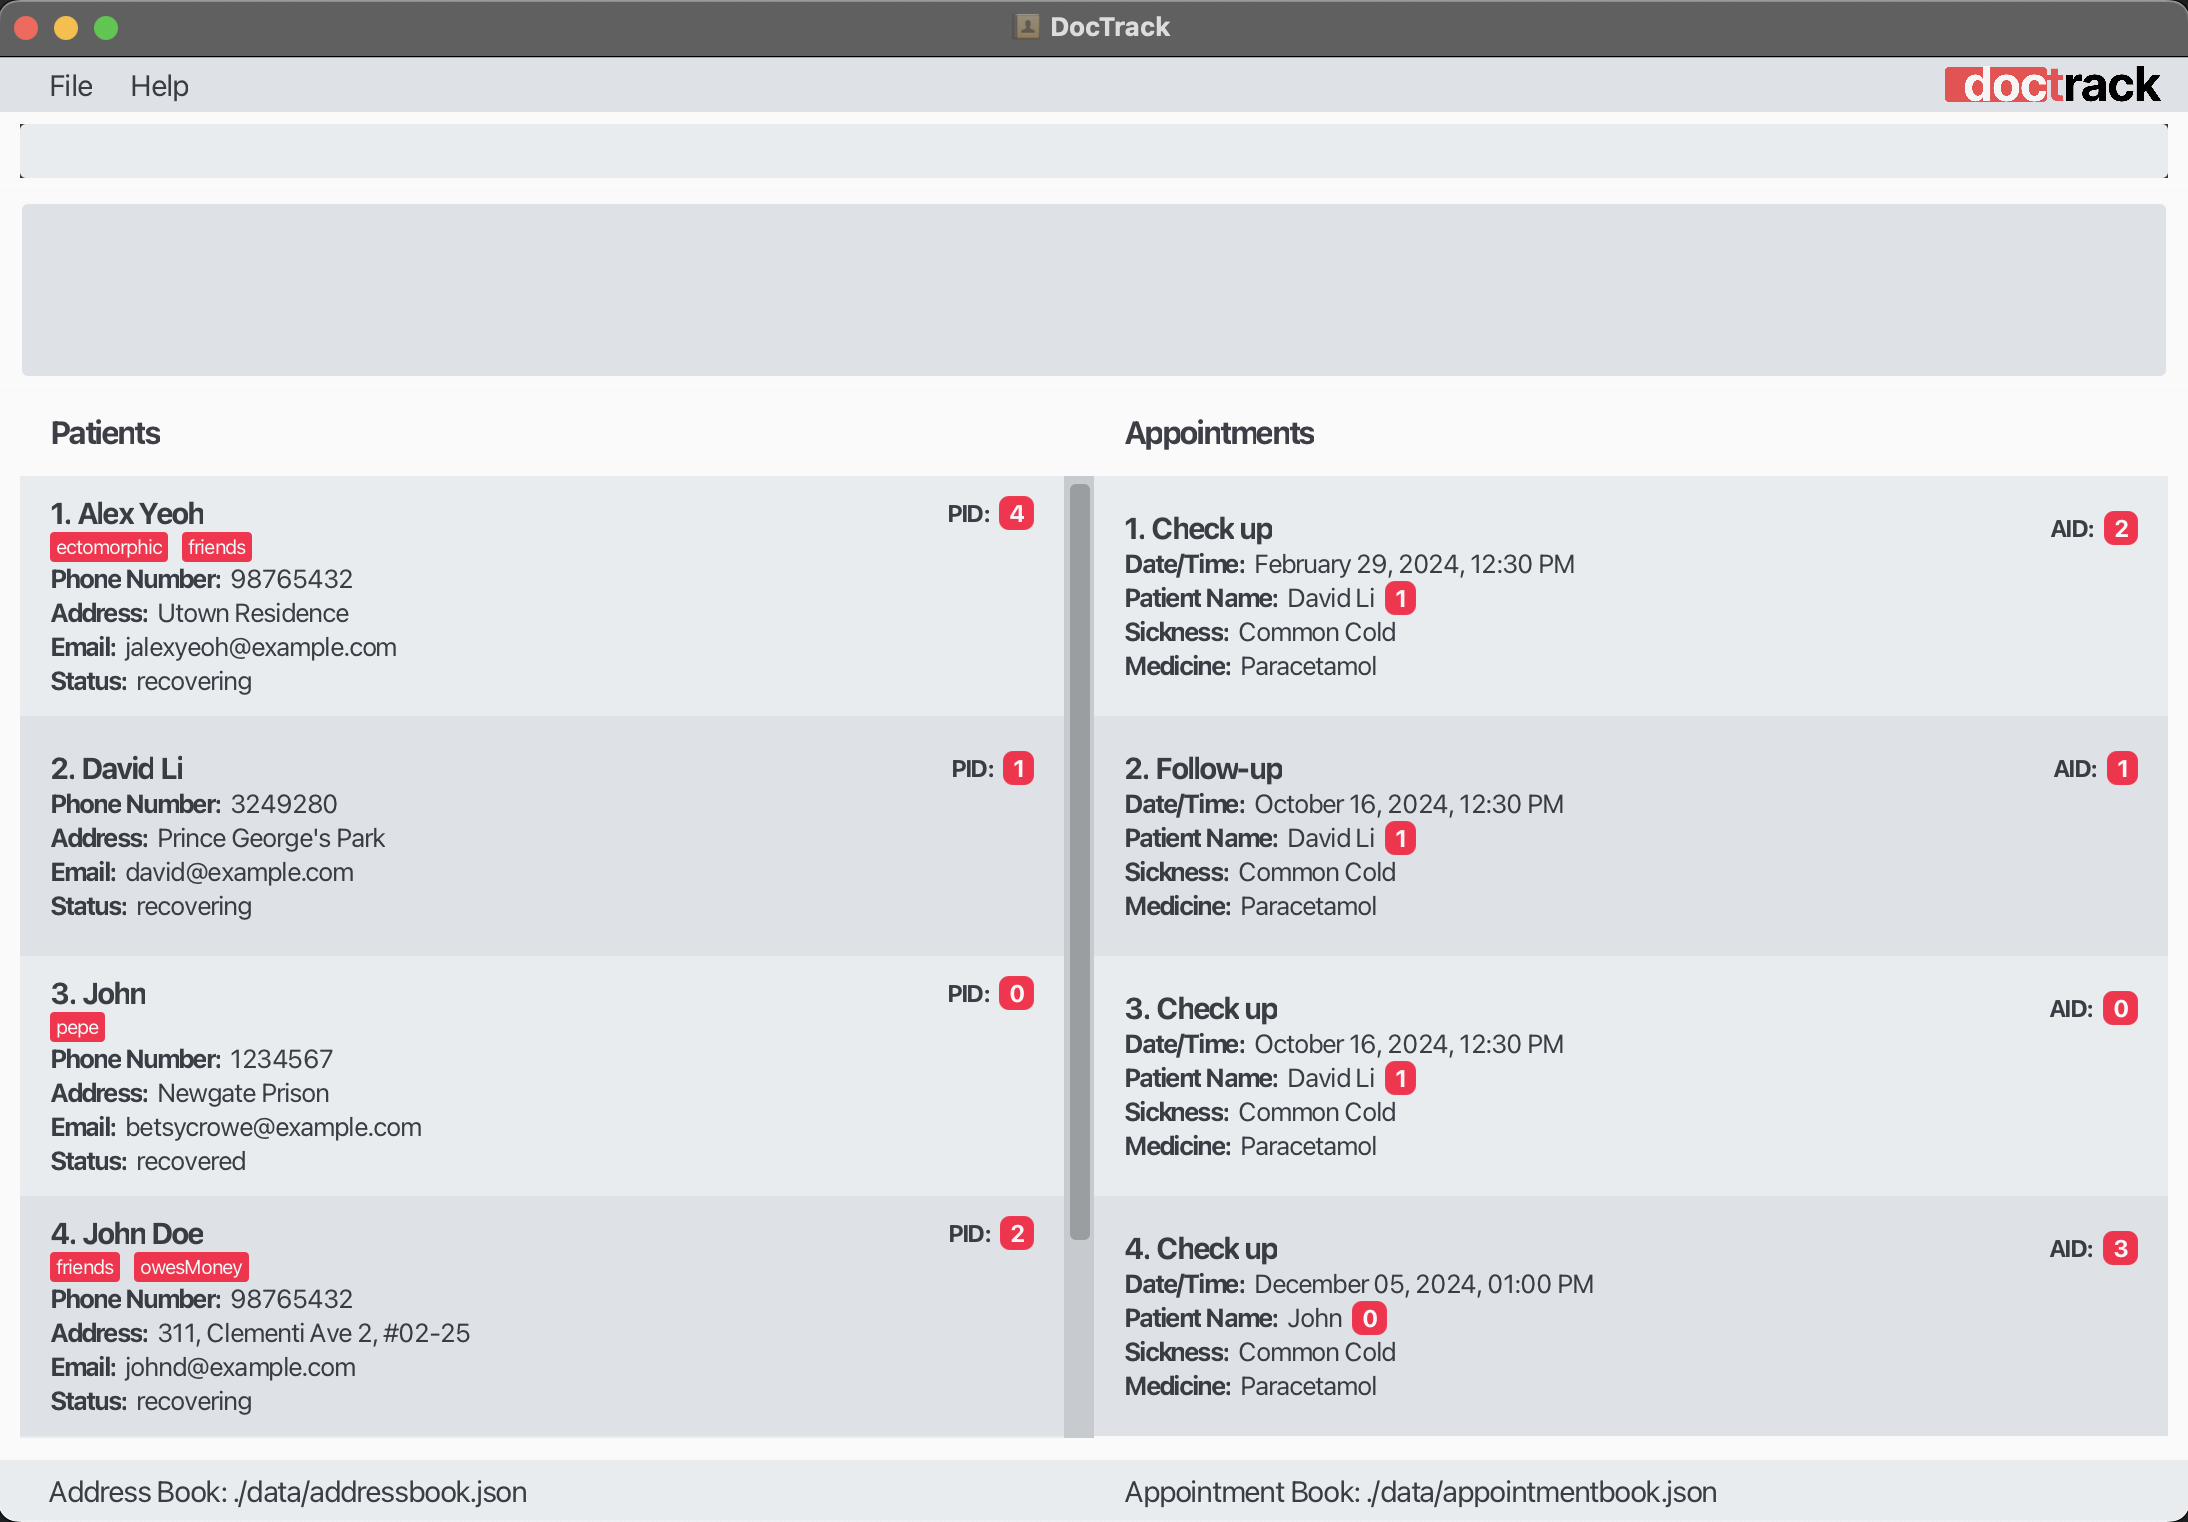 DocTrack
File Help
doctrack
Patients
1. Alex Yeoh PID: 4
ectomorphic friends
Phone Number: 98765432
Address: Utown Residence
Email: jalexyeoh@example.com
Status: recovering
2. David Li PID: 1
Phone Number: 3249280
Address: Prince George's Park
Email: david@example.com
Status: recovering
3. John PID: 0
pepe
Phone Number: 1234567
Address: Newgate Prison
Email: betsycrowe@example.com
Status: recovered
4. John Doe PID: 2
friends owesMoney
Phone Number: 98765432
Address: 311, Clementi Ave 2, #02-25
Email: johnd@example.com
Status: recovering
Appointments
1. Check up AID: 2
Date/Time: February 29, 2024, 12:30 PM
Patient Name: David Li 1
Sickness: Common Cold
Medicine: Paracetamol
2. Follow-up AID: 1
Date/Time: October 16, 2024, 12:30 PM
Patient Name: David Li 1
Sickness: Common Cold
Medicine: Paracetamol
3. Check up AID: 0
Date/Time: October 16, 2024, 12:30 PM
Patient Name: David Li 1
Sickness: Common Cold
Medicine: Paracetamol
4. Check up AID: 3
Date/Time: December 05, 2024, 01:00 PM
Patient Name: John 0
Sickness: Common Cold
Medicine: Paracetamol
Address Book: ./data/addressbook.json
Appointment Book: ./data/appointmentbook.json